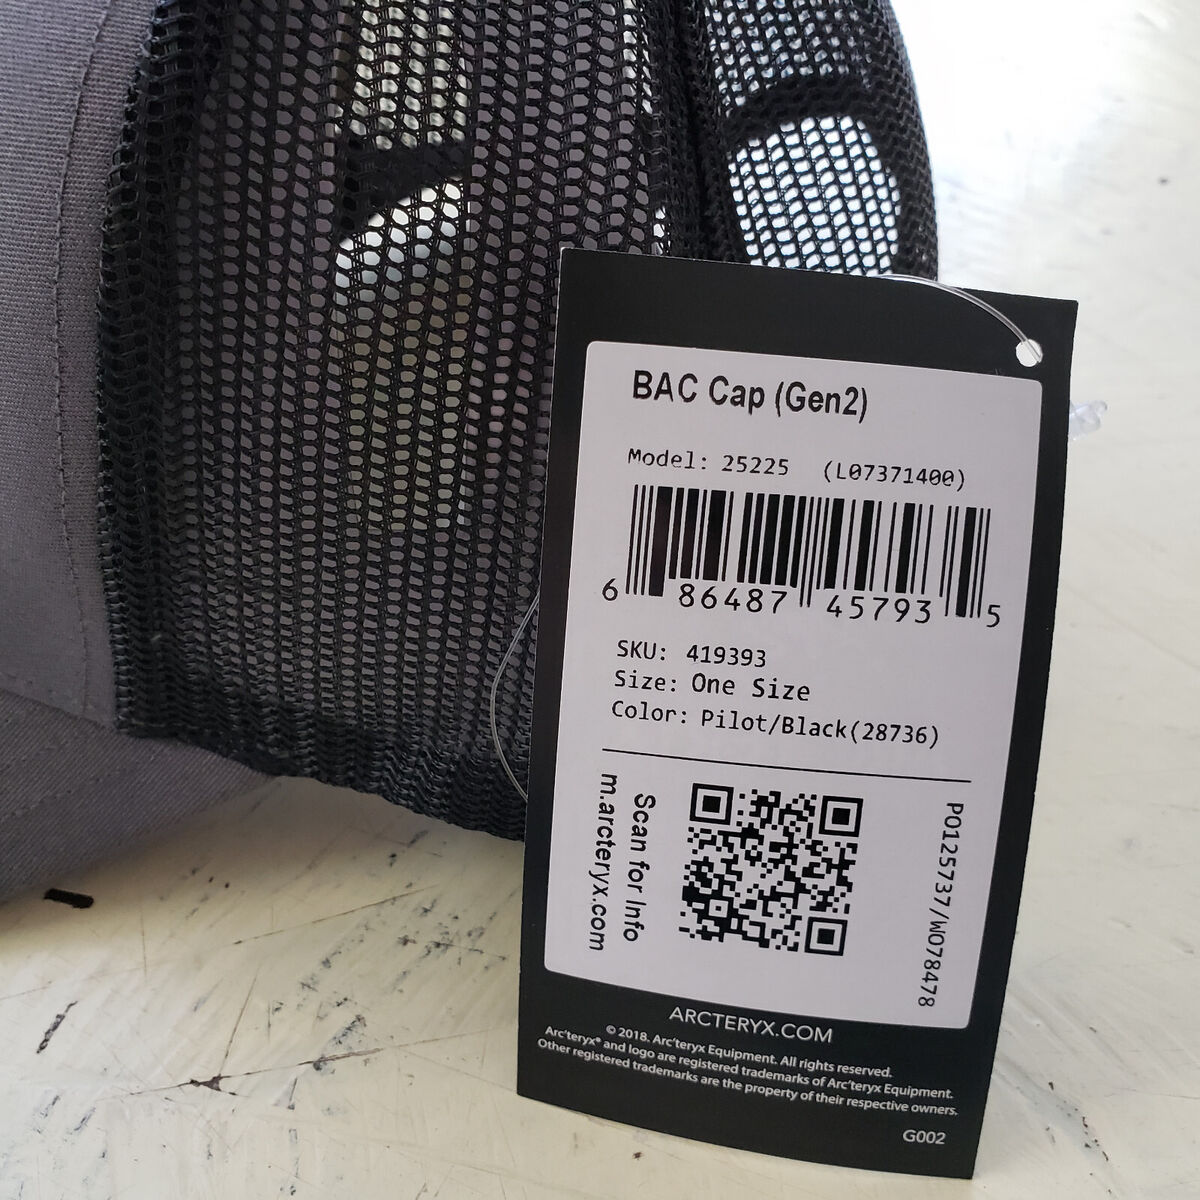 BAC Cap (Gen2)
Model: 25225 (L07371400)
6 86487 45793 5
SKU: 419393
Size: One Size
Color: Pilot/Black(28736)
Scan for Info
m.arcteryx.com
PO125737/WO78478
ARCTERYX.COM
© 2018. Arc'teryx Equipment. All rights reserved.
Arc'teryx® and logo are registered trademarks of Arc'teryx Equipment.
Other registered trademarks are the property of their respective owners.
G002